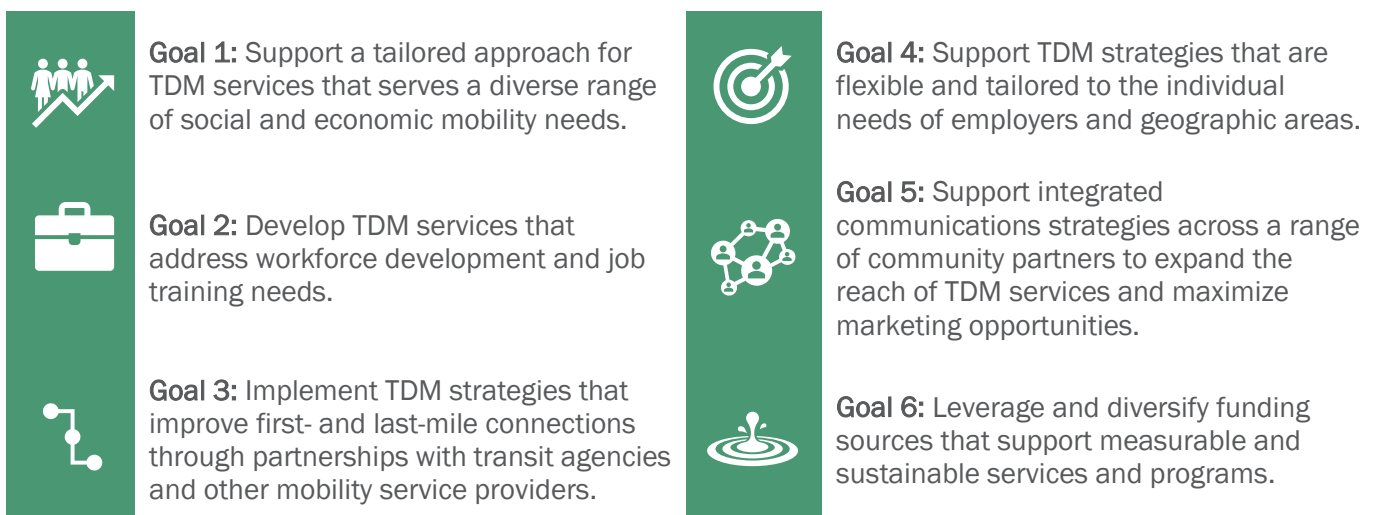 Goal 1: Support a tailored approach for
TDM services that serves a diverse range
of social and economic mobility needs.
Goal 2: Develop TDM services that
address workforce development and job
training needs.
Goal 3: Implement TDM strategies that
improve first- and last-mile connections
through partnerships with transit agencies
and other mobility service providers.
Goal 4: Support TDM strategies that are
flexible and tailored to the individual
needs of employers and geographic areas.
Goal 5: Support integrated
communications strategies across a range
of community partners to expand the
reach of TDM services and maximize
marketing opportunities.
Goal 6: Leverage and diversify funding
sources that support measurable and
sustainable services and programs.